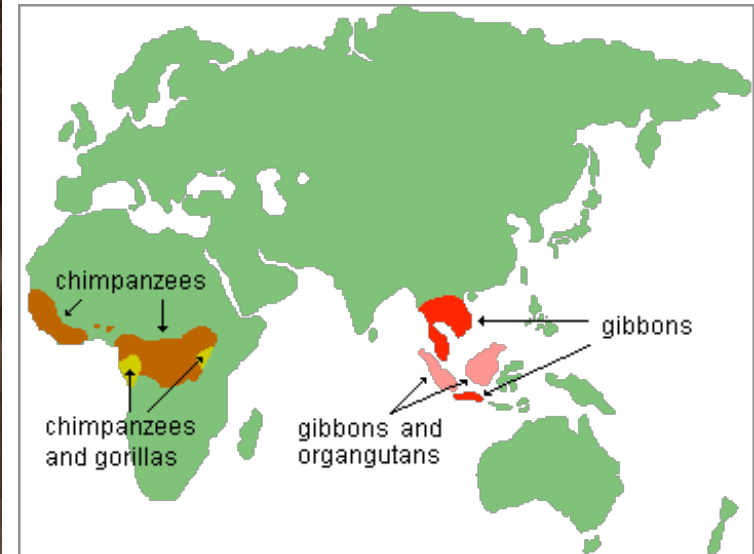 chimpanzees
gibbons
chimpanzees
and gorillas
gibbons and
organgutans